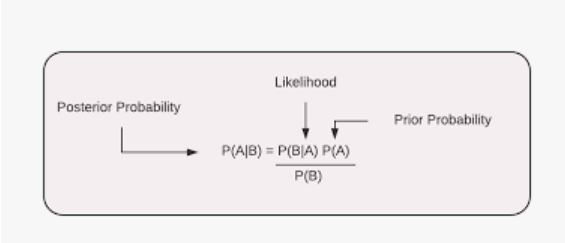 Likelihood
Posterior Probability
Prior Probability
P(A|B) = P(B|A) P(A)
P(B)